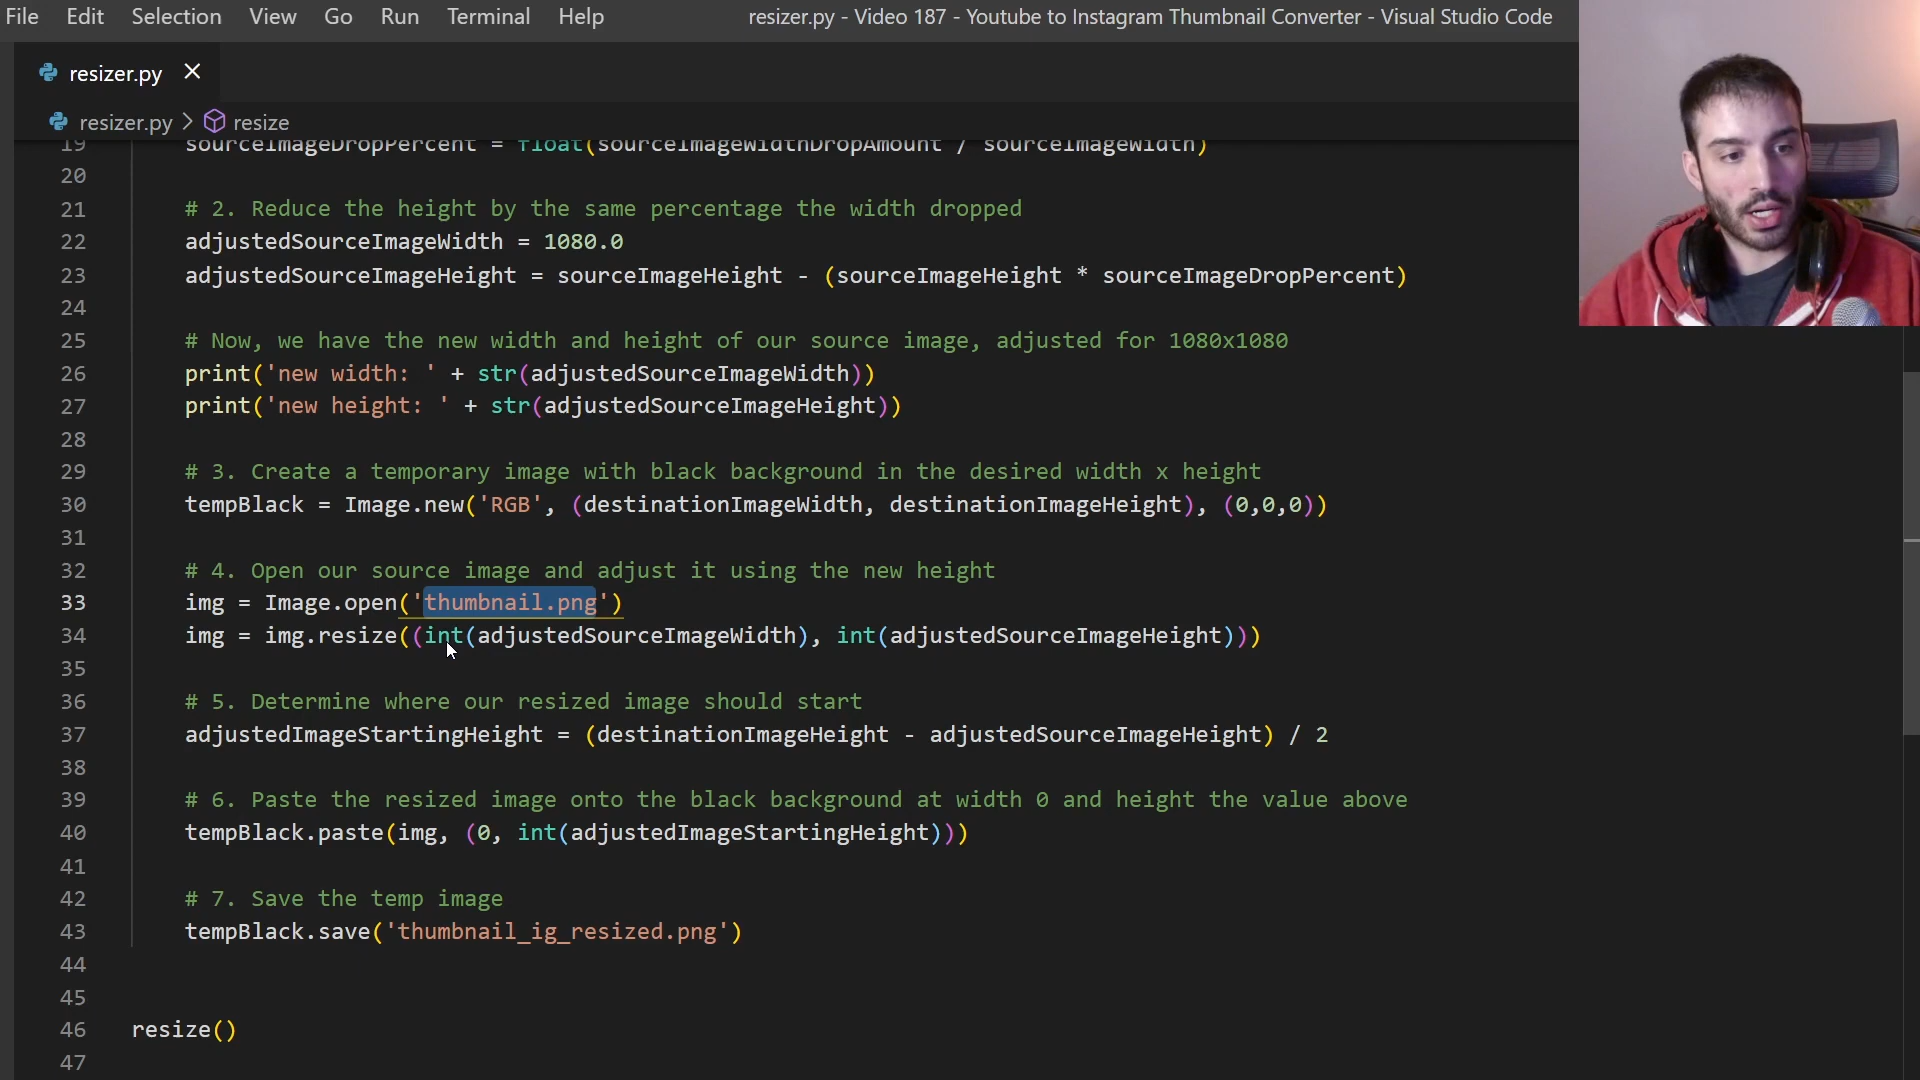 File Edit Selection View Go Run Terminal Help resizer.py - Video 187 - Youtube to Instagram Thumbnail Converter - Visual Studio Code
resizer.py
resizer.py > resize
19 sourceImageDropPercent = float(sourceImageWidthDropAmount / sourceImageWidth)
20
21 # 2. Reduce the height by the same percentage the width dropped
22 adjustedSourceImageWidth = 1080.0
23 adjustedSourceImageHeight = sourceImageHeight - (sourceImageHeight * sourceImageDropPercent)
24
25 # Now, we have the new width and height of our source image, adjusted for 1080x1080
26 print('new width: ' + str(adjustedSourceImageWidth))
27 print('new height: ' + str(adjustedSourceImageHeight))
28
29 # 3. Create a temporary image with black background in the desired width x height
30 tempBlack = Image.new('RGB', (destinationImageWidth, destinationImageHeight), (0,0,0))
31
32 # 4. Open our source image and adjust it using the new height
33 img = Image.open('thumbnail.png')
34 img = img.resize((int(adjustedSourceImageWidth), int(adjustedSourceImageHeight)))
35
36 # 5. Determine where our resized image should start
37 adjustedImageStartingHeight = (destinationImageHeight - adjustedSourceImageHeight) / 2
38
39 # 6. Paste the resized image onto the black background at width 0 and height the value above
40 tempBlack.paste(img, (0, int(adjustedImageStartingHeight)))
41
42 # 7. Save the temp image
43 tempBlack.save('thumbnail_ig_resized.png')
44
45
46 resize()
47